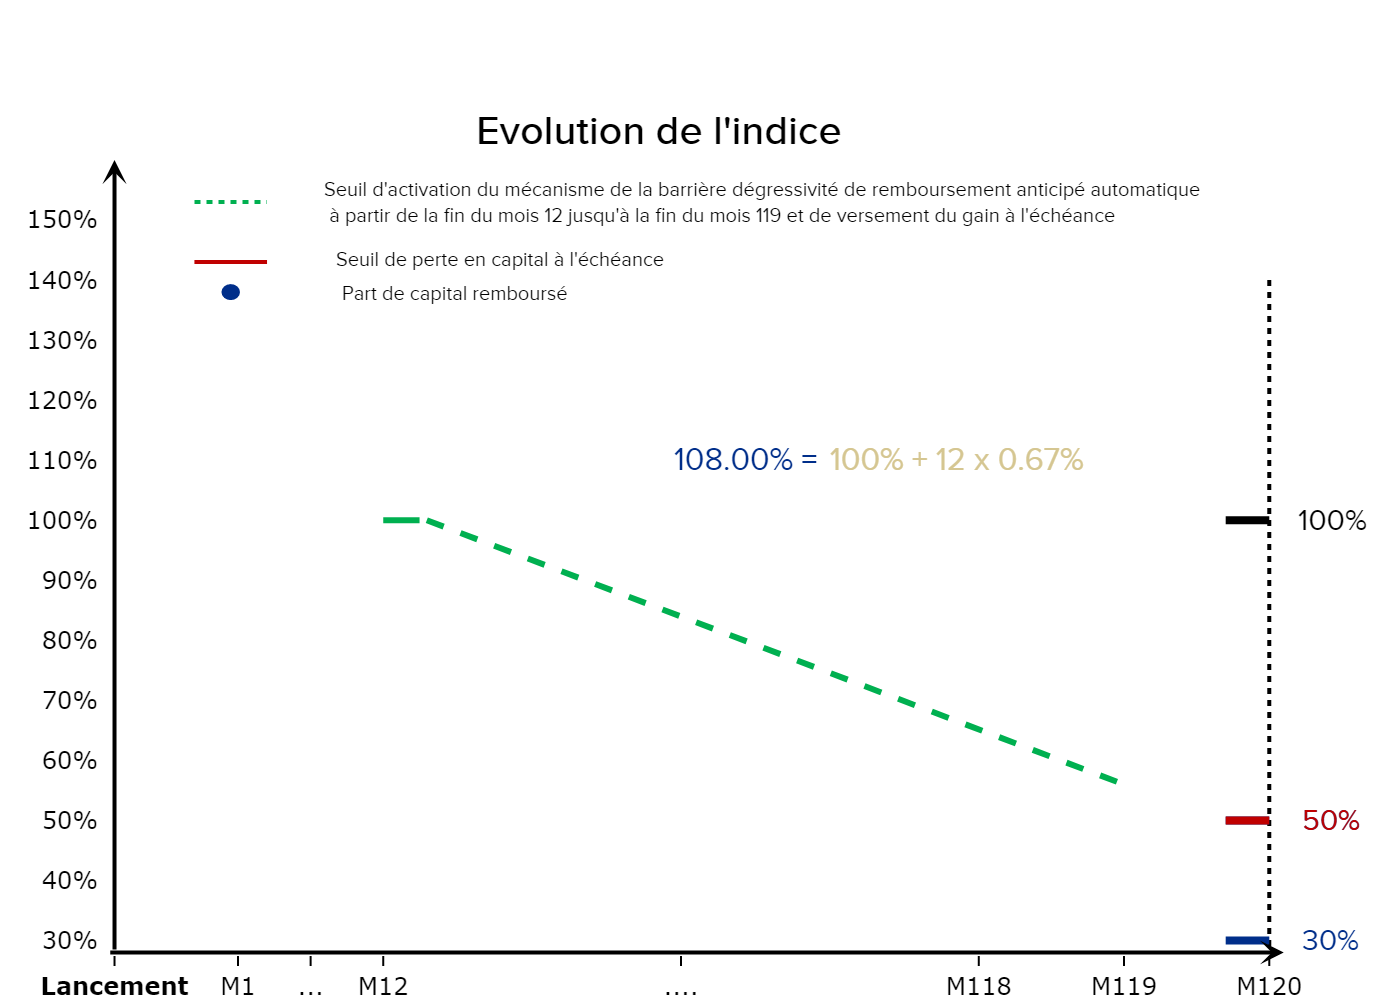 Evolution de l'indice
Seuil d'activation du mécanisme de la barrière dégressivité de remboursement anticipé automatique
à partir de la fin du mois 12 jusqu'à la fin du mois 119 et de versement du gain à l'échéance
Seuil de perte en capital à l'échéance
Part de capital remboursé
150%
140%
130%
120%
110%
100%
90%
80%
70%
60%
50%
40%
30%
108.00% = 100% + 12 x 0.67%
100%
50%
30%
Lancement M1 ... M12 .... M118 M119 M120